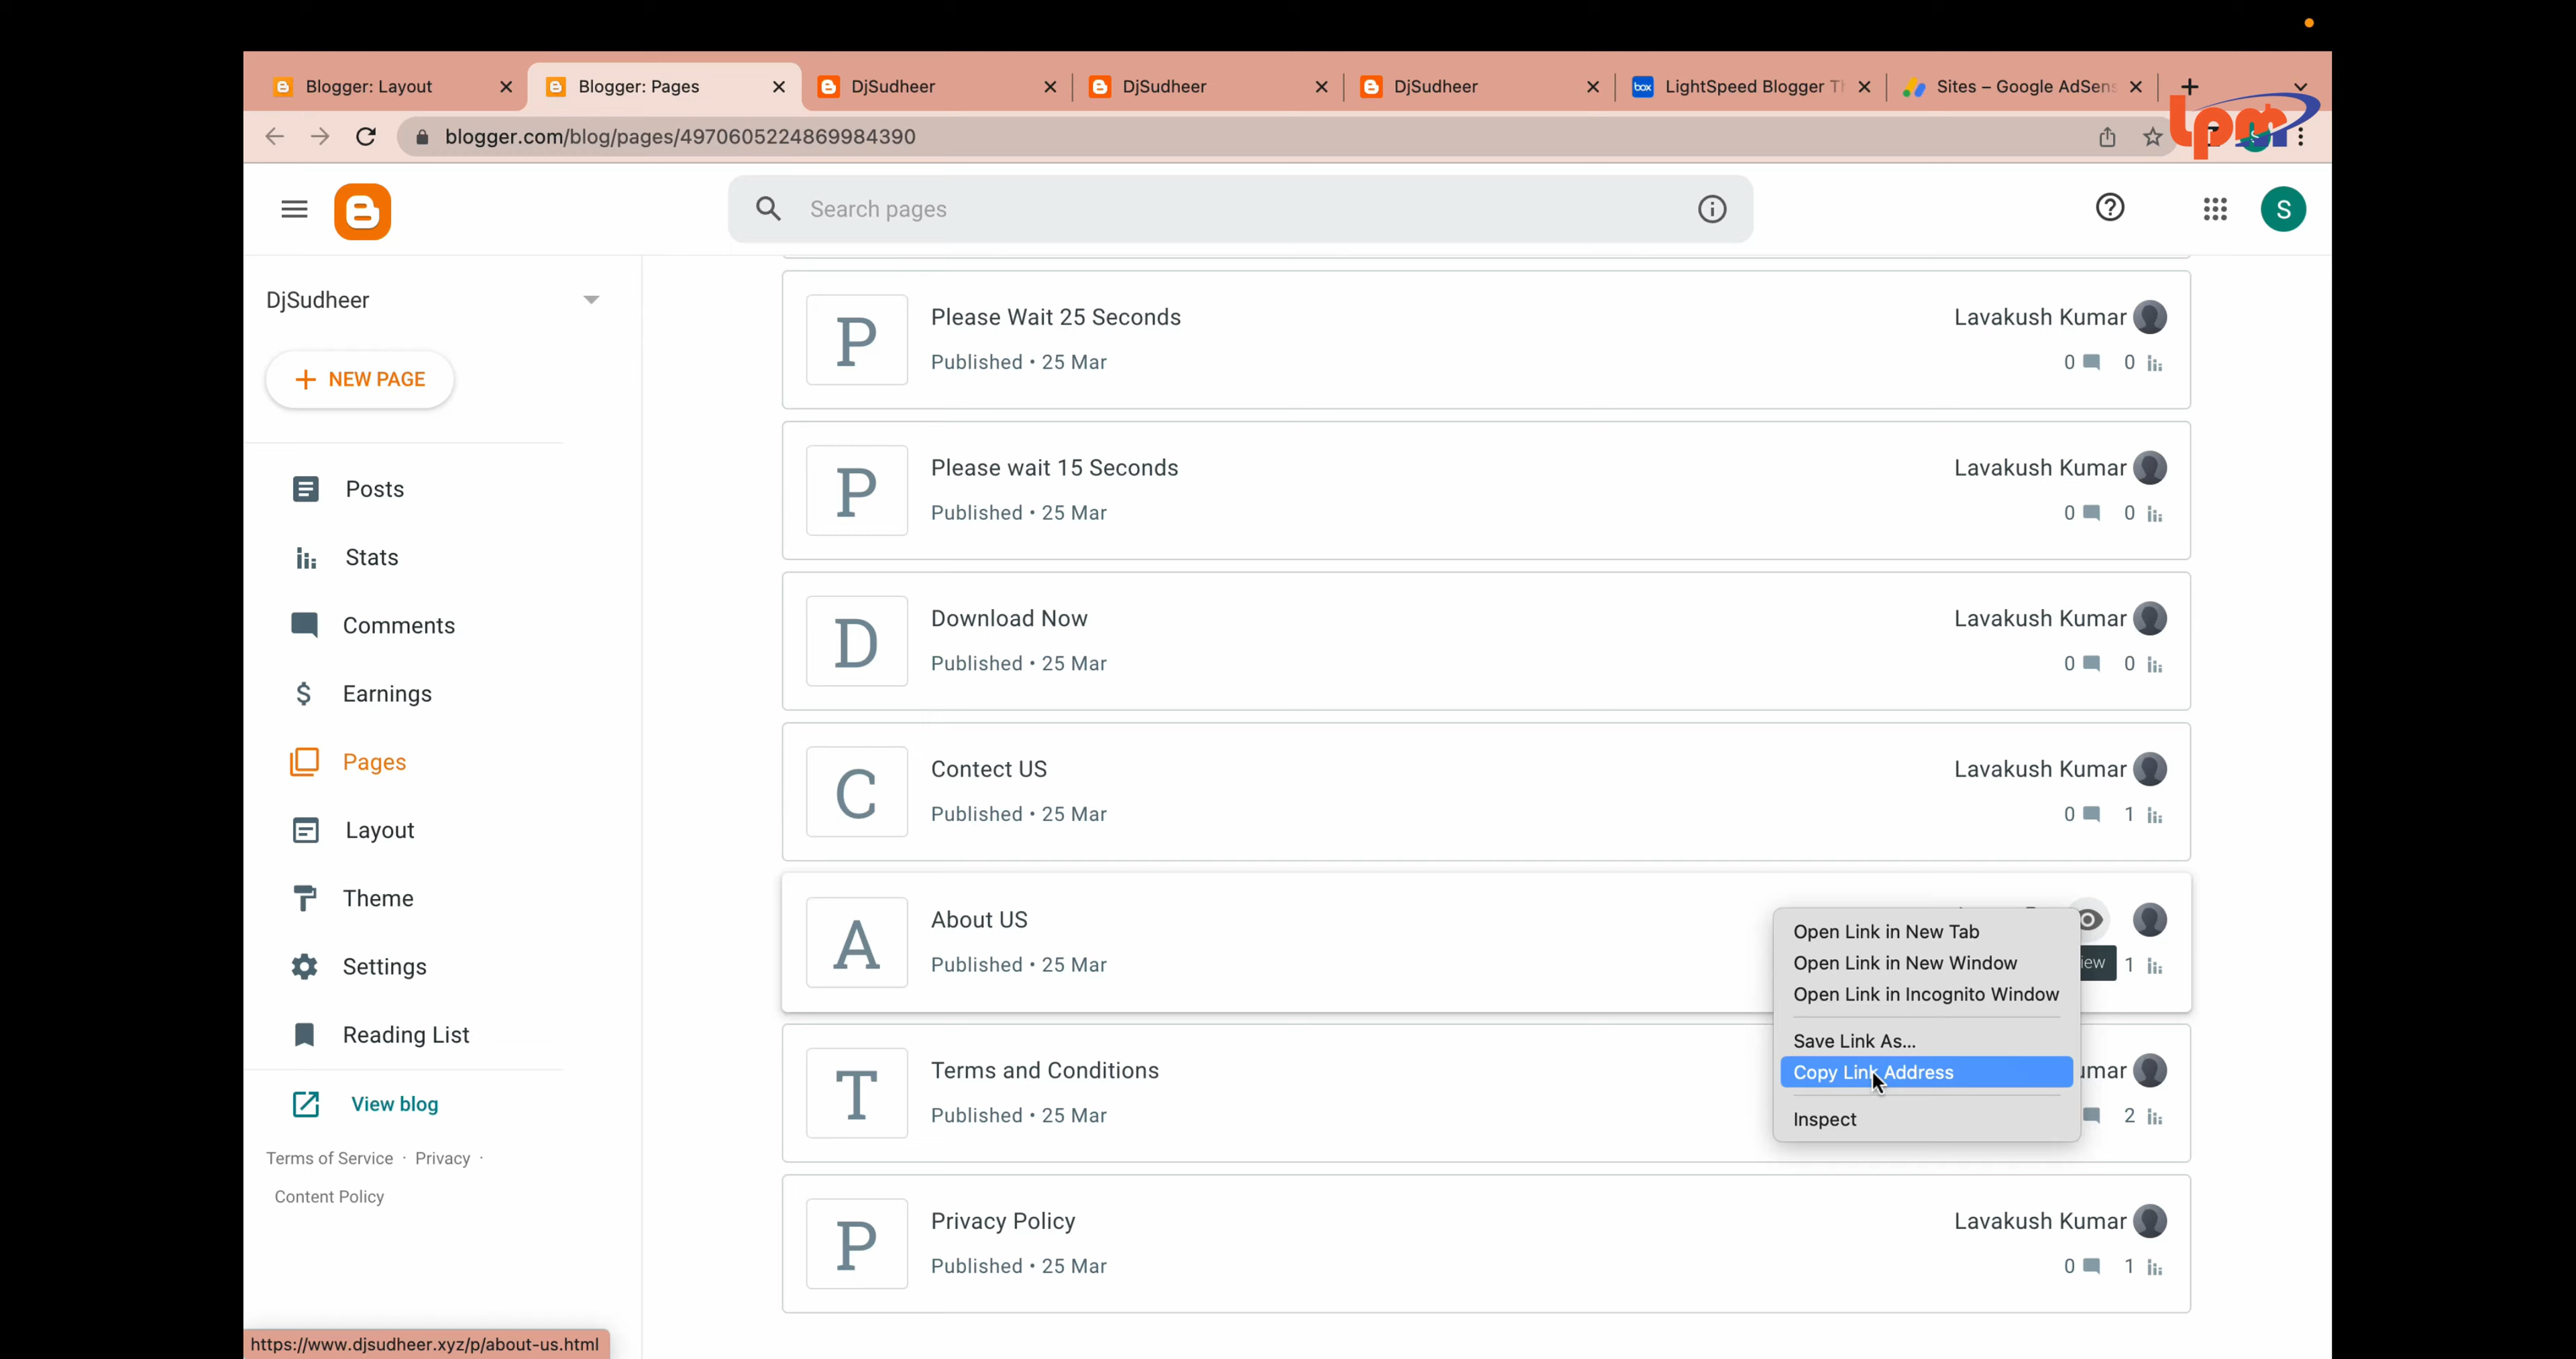 Blogger: Layout
Blogger: Pages
DjSudheer
DjSudheer
DjSudheer
box
LightSpeed Blogger Th
Sites – Google AdSens
lpm
blogger.com/blog/pages/4970605224869984390
Search pages
S
DjSudheer
NEW PAGE
Posts
Stats
Comments
Earnings
Pages
Layout
Theme
Settings
Reading List
View blog
Terms of Service · Privacy ·
Content Policy
P
Please Wait 25 Seconds
Lavakush Kumar
Published • 25 Mar
0 0
P
Please wait 15 Seconds
Lavakush Kumar
Published • 25 Mar
0 0
D
Download Now
Lavakush Kumar
Published • 25 Mar
0 0
C
Contect US
Lavakush Kumar
Published • 25 Mar
0 1
A
About US
Published • 25 Mar
iew 1
Open Link in New Tab
Open Link in New Window
Open Link in Incognito Window
Save Link As...
Copy Link Address
Inspect
T
Terms and Conditions
umar
Published • 25 Mar
2
P
Privacy Policy
Lavakush Kumar
Published • 25 Mar
0 1
https://www.djsudheer.xyz/p/about-us.html